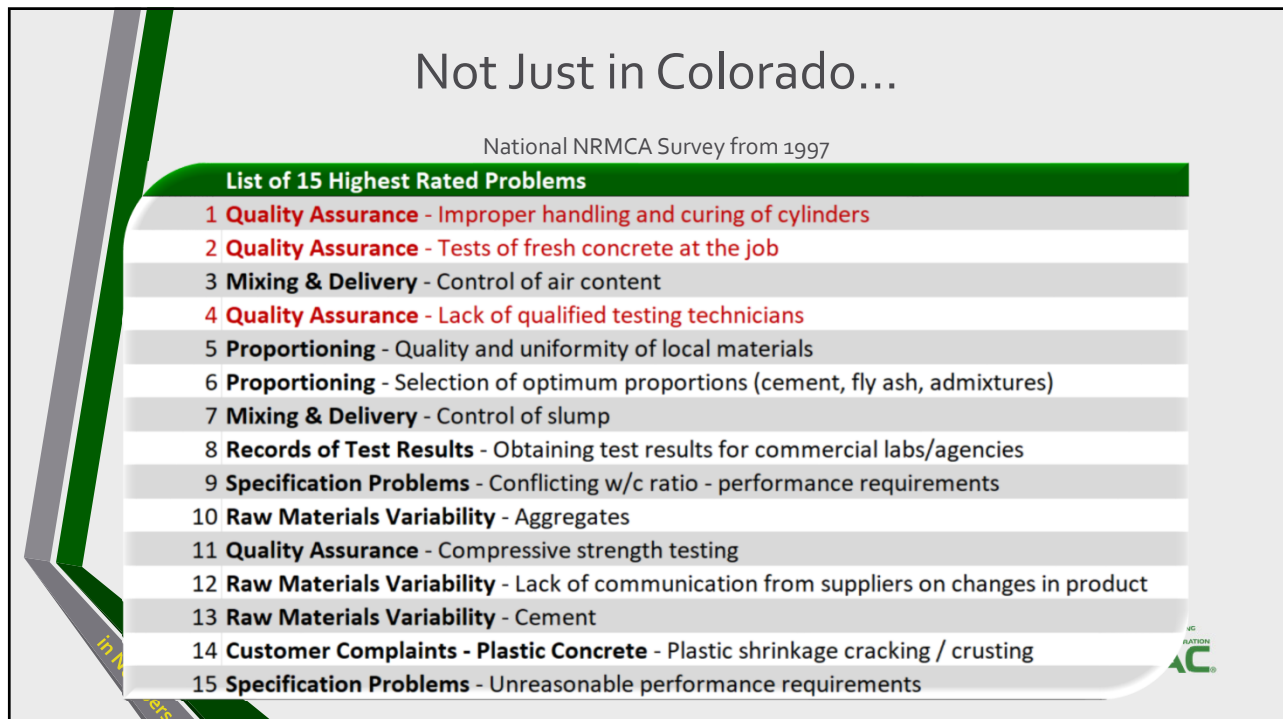 Not Just in Colorado...
National NRMCA Survey from 1997
List of 15 Highest Rated Problems
1 Quality Assurance - Improper handling and curing of cylinders
2 Quality Assurance - Tests of fresh concrete at the job
3 Mixing & Delivery - Control of air content
4 Quality Assurance - Lack of qualified testing technicians
5 Proportioning - Quality and uniformity of local materials
6 Proportioning - Selection of optimum proportions (cement, fly ash, admixtures)
7 Mixing & Delivery - Control of slump
8 Records of Test Results - Obtaining test results for commercial labs/agencies
9 Specification Problems - Conflicting w/c ratio - performance requirements
10 Raw Materials Variability - Aggregates
11 Quality Assurance - Compressive strength testing
12 Raw Materials Variability - Lack of communication from suppliers on changes in product
13 Raw Materials Variability - Cement
14 Customer Complaints - Plastic Concrete - Plastic shrinkage cracking / crusting
15 Specification Problems - Unreasonable performance requirements
in